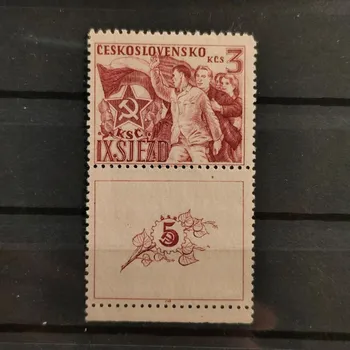 ČESKOSLOVENSKO
KČS 3
KSČ
IX. SJEZD
5